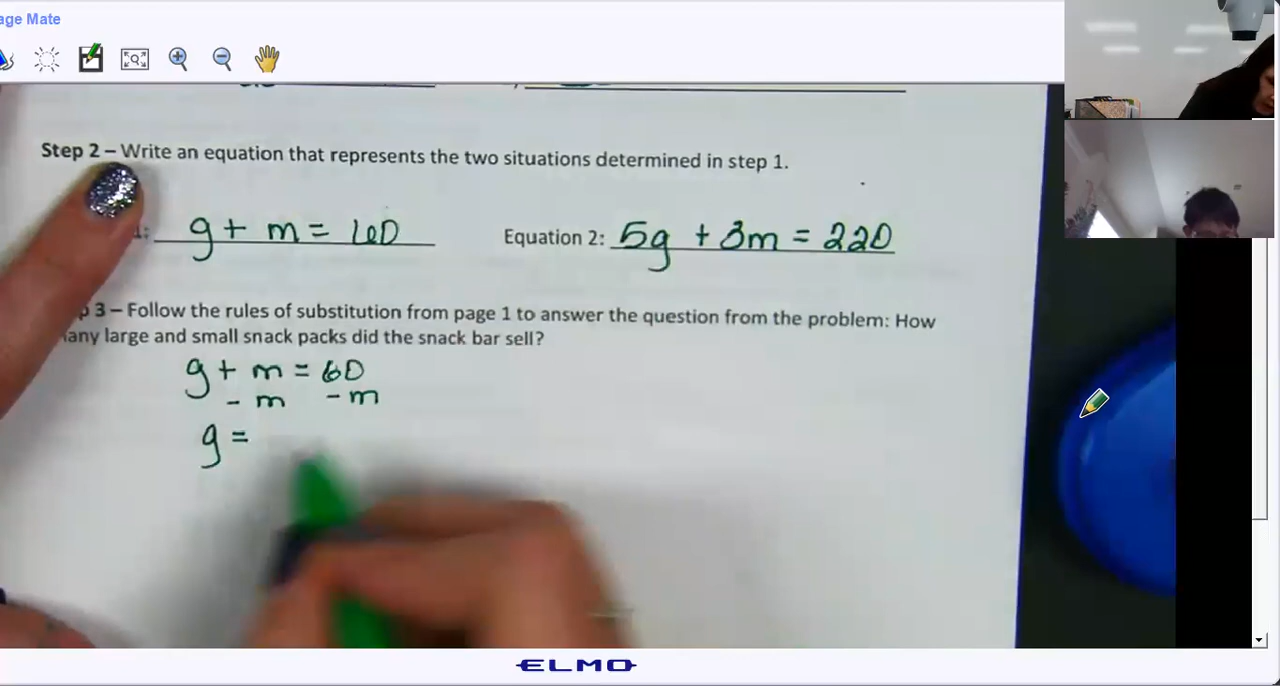 age Mate
Step 2 – Write an equation that represents the two situations determined in step 1.
1: g + m = 60 Equation 2: 5g + 3m = 220
p 3 – Follow the rules of substitution from page 1 to answer the question from the problem: How
any large and small snack packs did the snack bar sell?
g + m = 60
- m - m
g =
ELMO